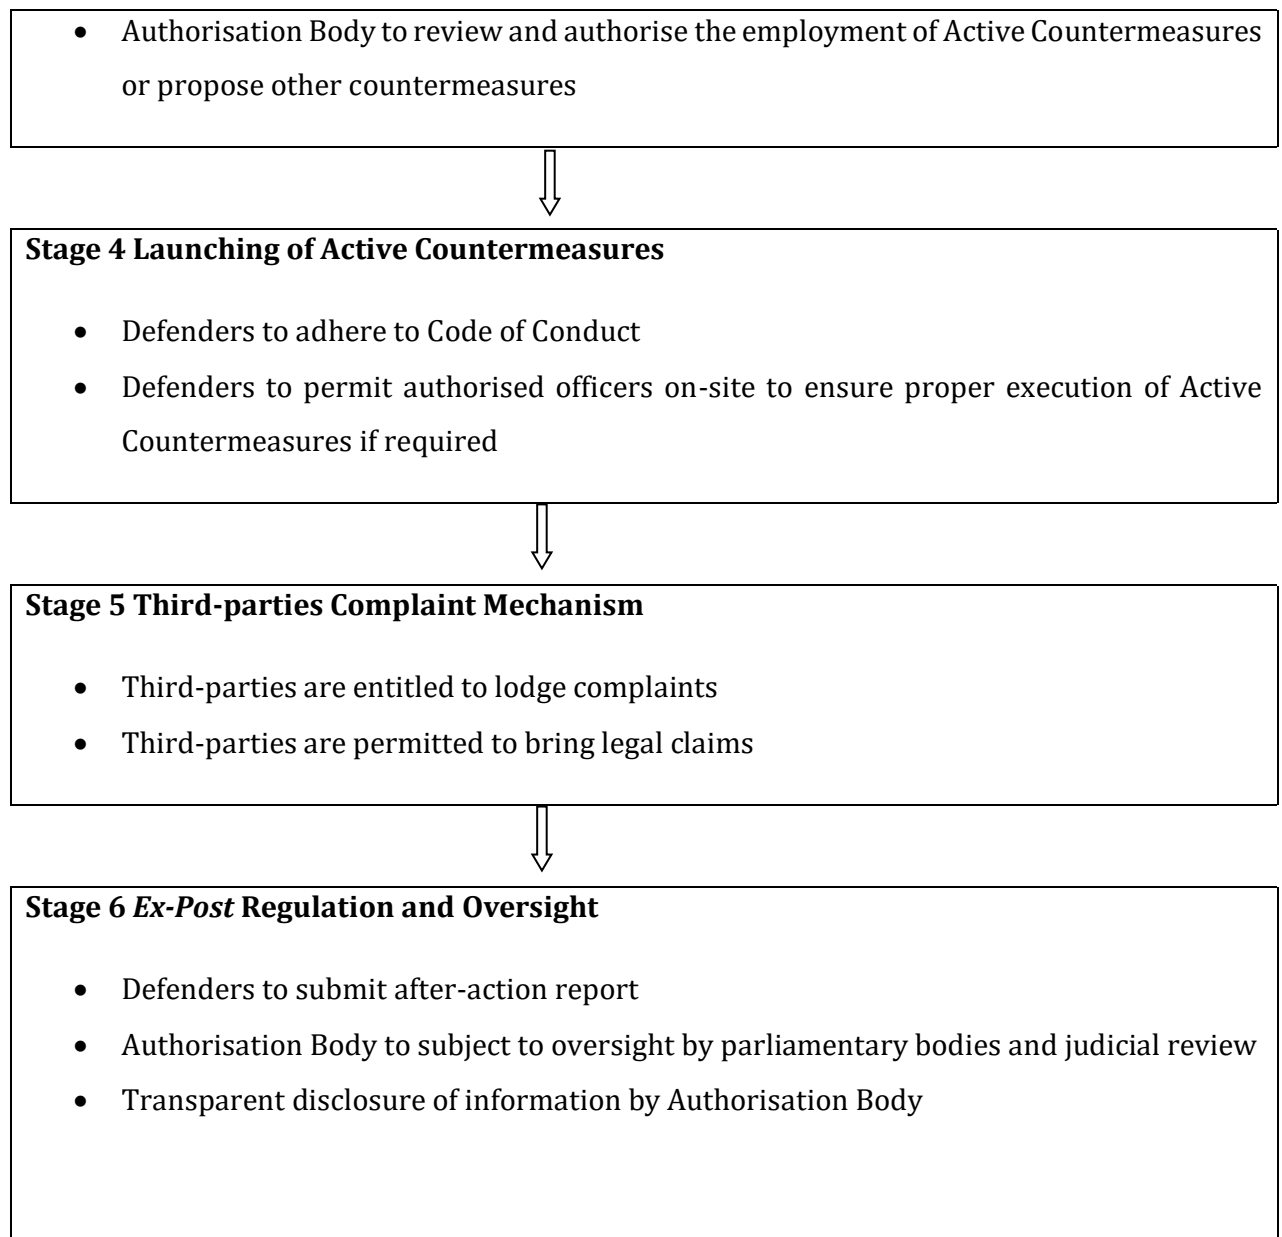 • Authorisation Body to review and authorise the employment of Active Countermeasures
or propose other countermeasures
Stage 4 Launching of Active Countermeasures
• Defenders to adhere to Code of Conduct
• Defenders to permit authorised officers on-site to ensure proper execution of Active
Countermeasures if required
Stage 5 Third-parties Complaint Mechanism
• Third-parties are entitled to lodge complaints
• Third-parties are permitted to bring legal claims
Stage 6 Ex-Post Regulation and Oversight
• Defenders to submit after-action report
• Authorisation Body to subject to oversight by parliamentary bodies and judicial review
• Transparent disclosure of information by Authorisation Body